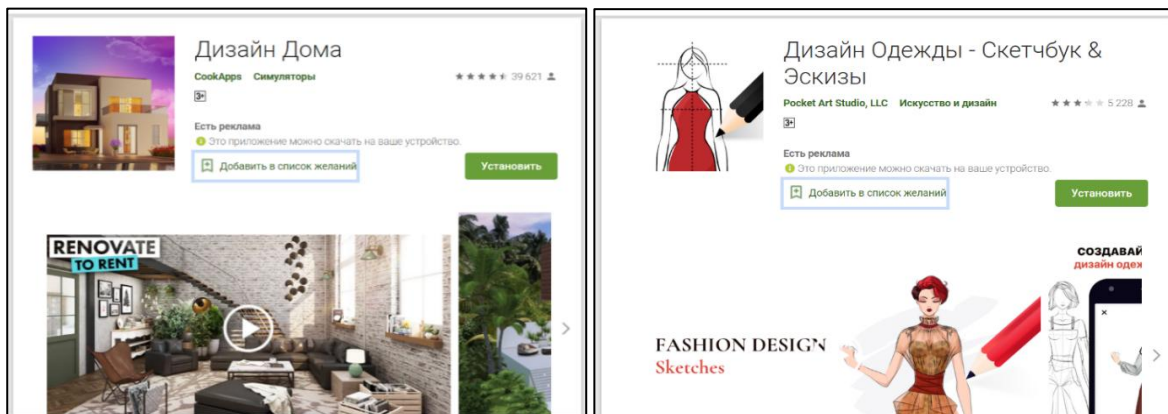 Дизайн Дома
CookApps Симуляторы 39 621
3+
Есть реклама
Это приложение можно скачать на ваше устройство.
Добавить в список желаний Установить
RENOVATE
TO RENT
Дизайн Одежды - Скетчбук &
Эскизы
Pocket Art Studio, LLC Искусство и дизайн 5 228
3+
Есть реклама
Это приложение можно скачать на ваше устройство.
Добавить в список желаний Установить
СОЗДАВАЙ
дизайн одеж
FASHION DESIGN
Sketches